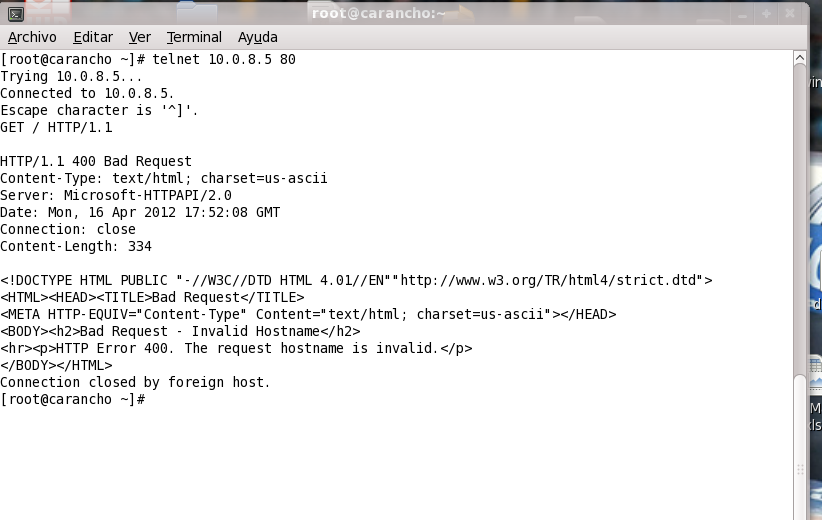 root@carancho:~
Archivo Editar Ver Terminal Ayuda
[root@carancho ~]# telnet 10.0.8.5 80
Trying 10.0.8.5...
Connected to 10.0.8.5.
Escape character is '^]'.
GET / HTTP/1.1

HTTP/1.1 400 Bad Request
Content-Type: text/html; charset=us-ascii
Server: Microsoft-HTTPAPI/2.0
Date: Mon, 16 Apr 2012 17:52:08 GMT
Connection: close
Content-Length: 334

<!DOCTYPE HTML PUBLIC "-//W3C//DTD HTML 4.01//EN""http://www.w3.org/TR/html4/strict.dtd">
<HTML><HEAD><TITLE>Bad Request</TITLE>
<META HTTP-EQUIV="Content-Type" Content="text/html; charset=us-ascii"></HEAD>
<BODY><h2>Bad Request - Invalid Hostname</h2>
<hr><p>HTTP Error 400. The request hostname is invalid.</p>
</BODY></HTML>
Connection closed by foreign host.
[root@carancho ~]#